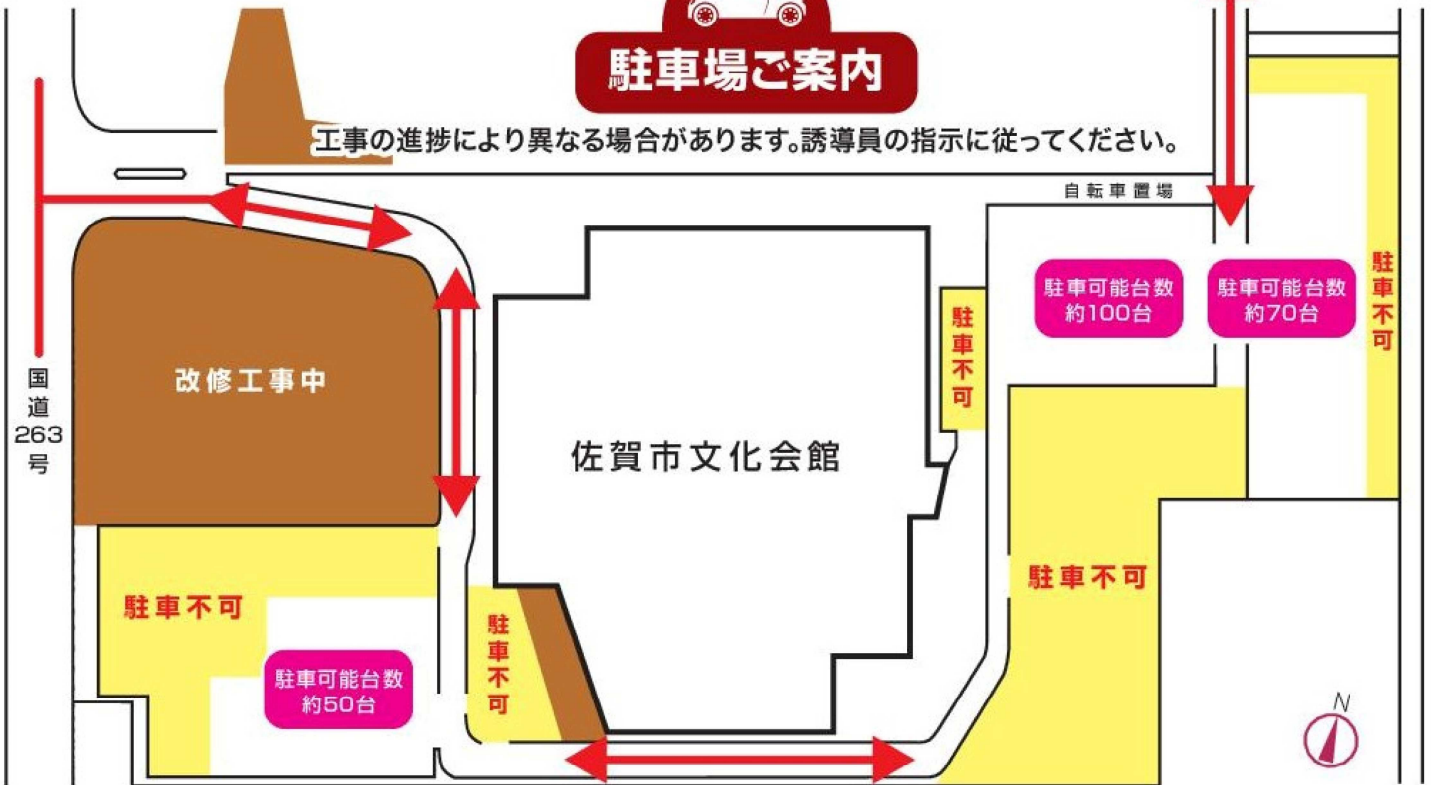 駐車場ご案内
工事の進捗により異なる場合があります。誘導員の指示に従ってください。
自転車置場
駐車可能台数
約100台
駐車可能台数
約70台
駐車不可
駐車不可
国道263号
改修工事中
佐賀市文化会館
駐車不可
駐車不可
駐車不可
駐車可能台数
約50台
N